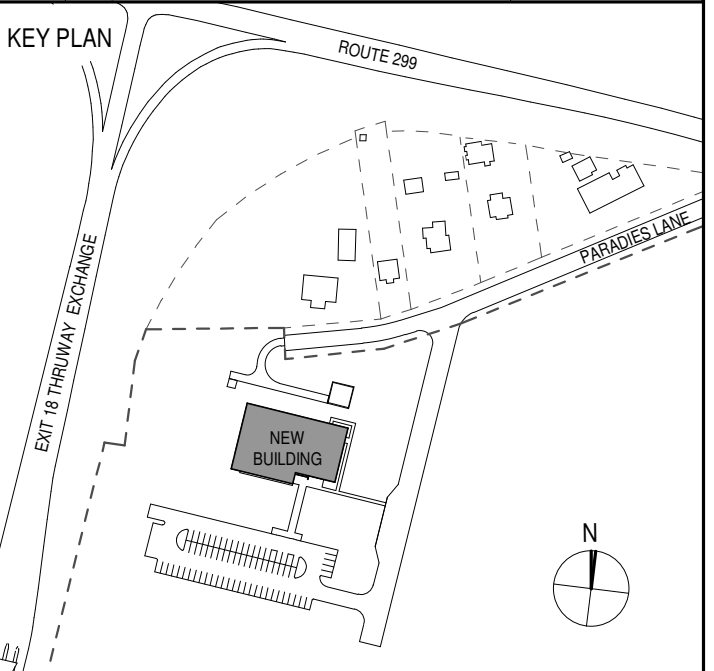 KEY PLAN
ROUTE 299
PARADIES LANE
EXIT 18 THRUWAY EXCHANGE
NEW
BUILDING
N